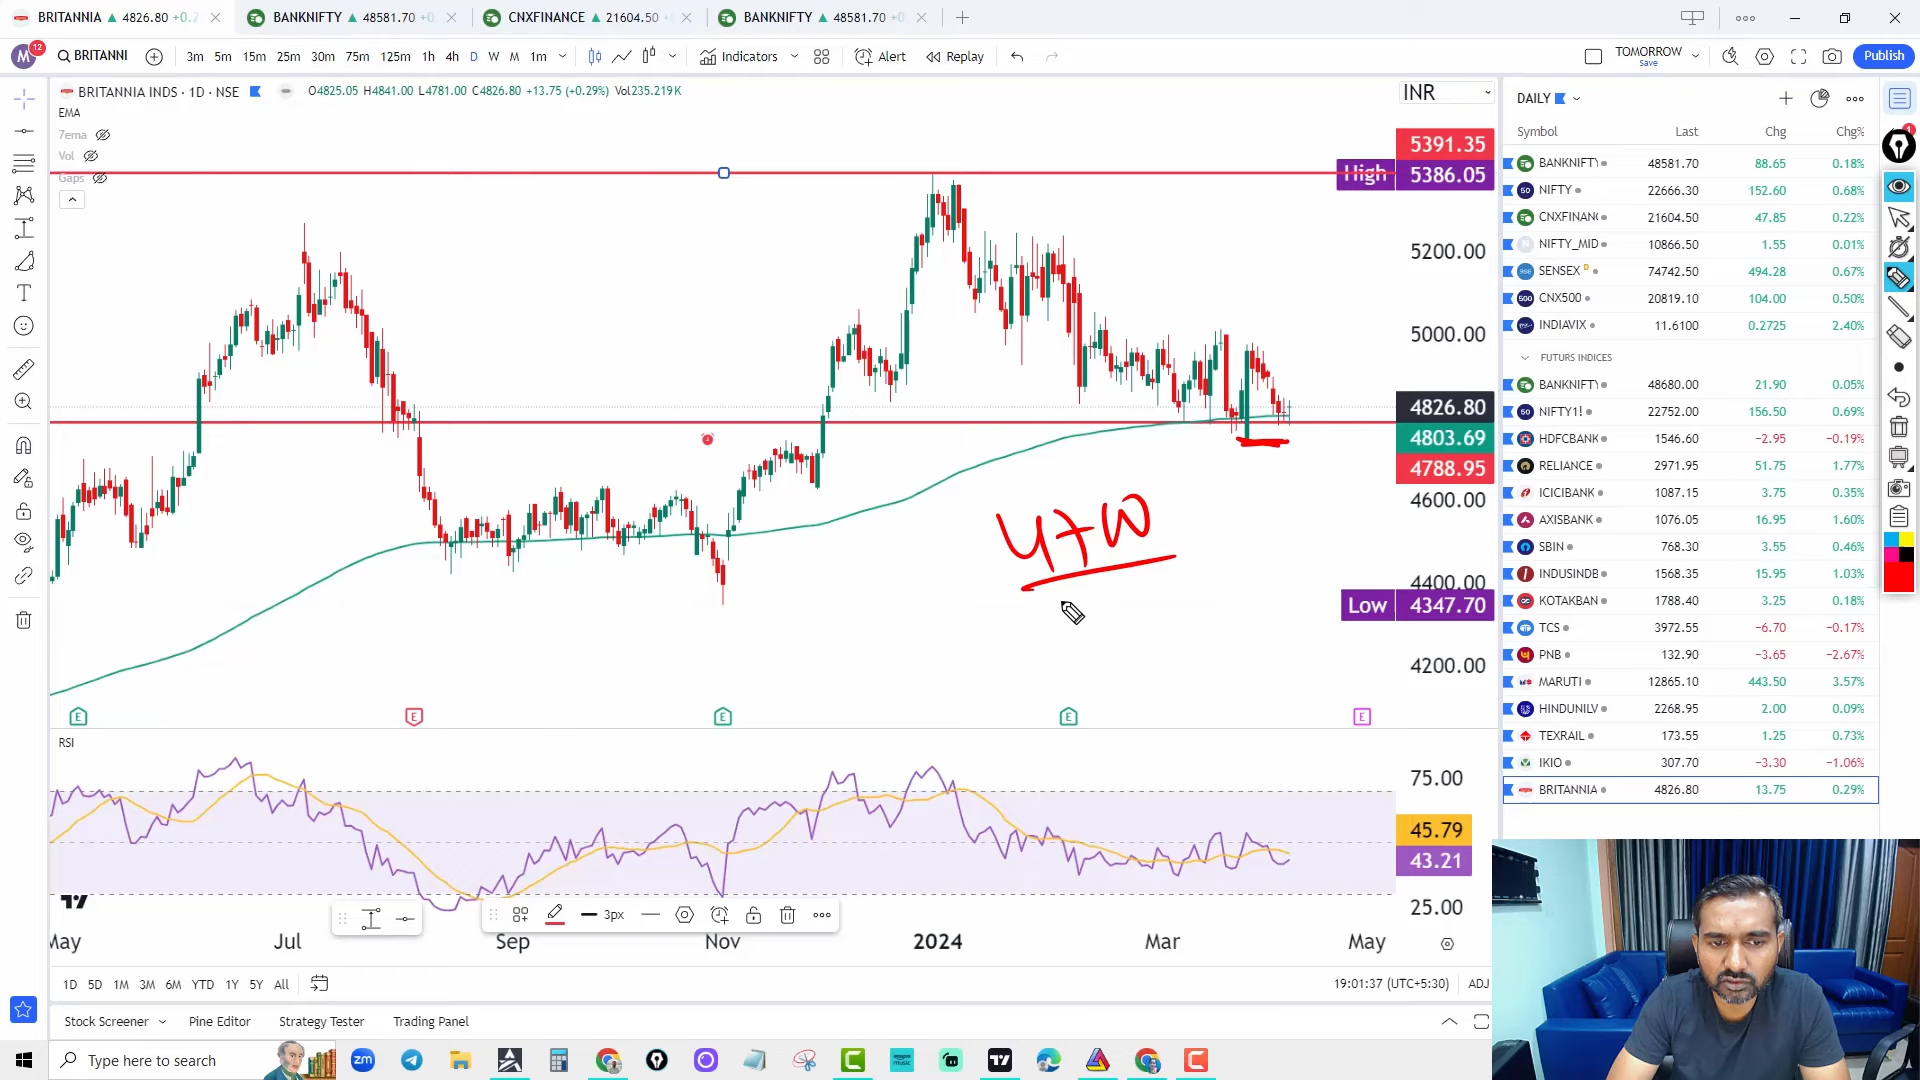 BRITANNIA ▲ 4826.80 +0.2
BANKNIFTY ▲ 48581.70 +0
CNXFINANCE ▲ 21604.50
BANKNIFTY ▲ 48581.70 +0
M 12 BRITANNI 3m 5m 15m 25m 30m 75m 125m 1h 4h D W M 1m Indicators Alert Replay TOMORROW Save Publish
BRITANNIA INDS · 1D · NSE O4825.05 H4841.00 L4781.00 C4826.80 +13.75 (+0.29%) Vol235.219K
EMA
7ema
Vol
Gaps
INR
5391.35
High 5386.05
5200.00
5000.00
4826.80
4803.69
4788.95
4600.00
4400.00
Low 4347.70
4200.00
E E E E E
RSI
75.00
45.79
43.21
25.00
3px
May Jul Sep Nov 2024 Mar May
1D 5D 1M 3M 6M YTD 1Y 5Y All 19:01:37 (UTC+5:30) ADJ
Stock Screener Pine Editor Strategy Tester Trading Panel
DAILY
Symbol Last Chg Chg%
BANKNIFTY 48581.70 88.65 0.18%
NIFTY 22666.30 152.60 0.68%
CNXFINAN 21604.50 47.85 0.22%
NIFTY_MID 10866.50 1.55 0.01%
SENSEX D 74742.50 494.28 0.67%
CNX500 20819.10 104.00 0.50%
INDIAVIX 11.6100 0.2725 2.40%
FUTURS INDICES
BANKNIFTY 48680.00 21.90 0.05%
NIFTY1! 22752.00 156.50 0.69%
HDFCBANK 1546.60 −2.95 −0.19%
RELIANCE 2971.95 51.75 1.77%
ICICIBANK 1087.15 3.75 0.35%
AXISBANK 1076.05 16.95 1.60%
SBIN 768.30 3.55 0.46%
INDUSINDB 1568.35 15.95 1.03%
KOTAKBAN 1788.40 3.25 0.18%
TCS 3972.55 −6.70 −0.17%
PNB 132.90 −3.65 −2.67%
MARUTI 12865.10 443.50 3.57%
HINDUNILV 2268.95 2.00 0.09%
TEXRAIL 173.55 1.25 0.73%
IKIO 307.70 −3.30 −1.06%
BRITANNIA 4826.80 13.75 0.29%
Type here to search zm